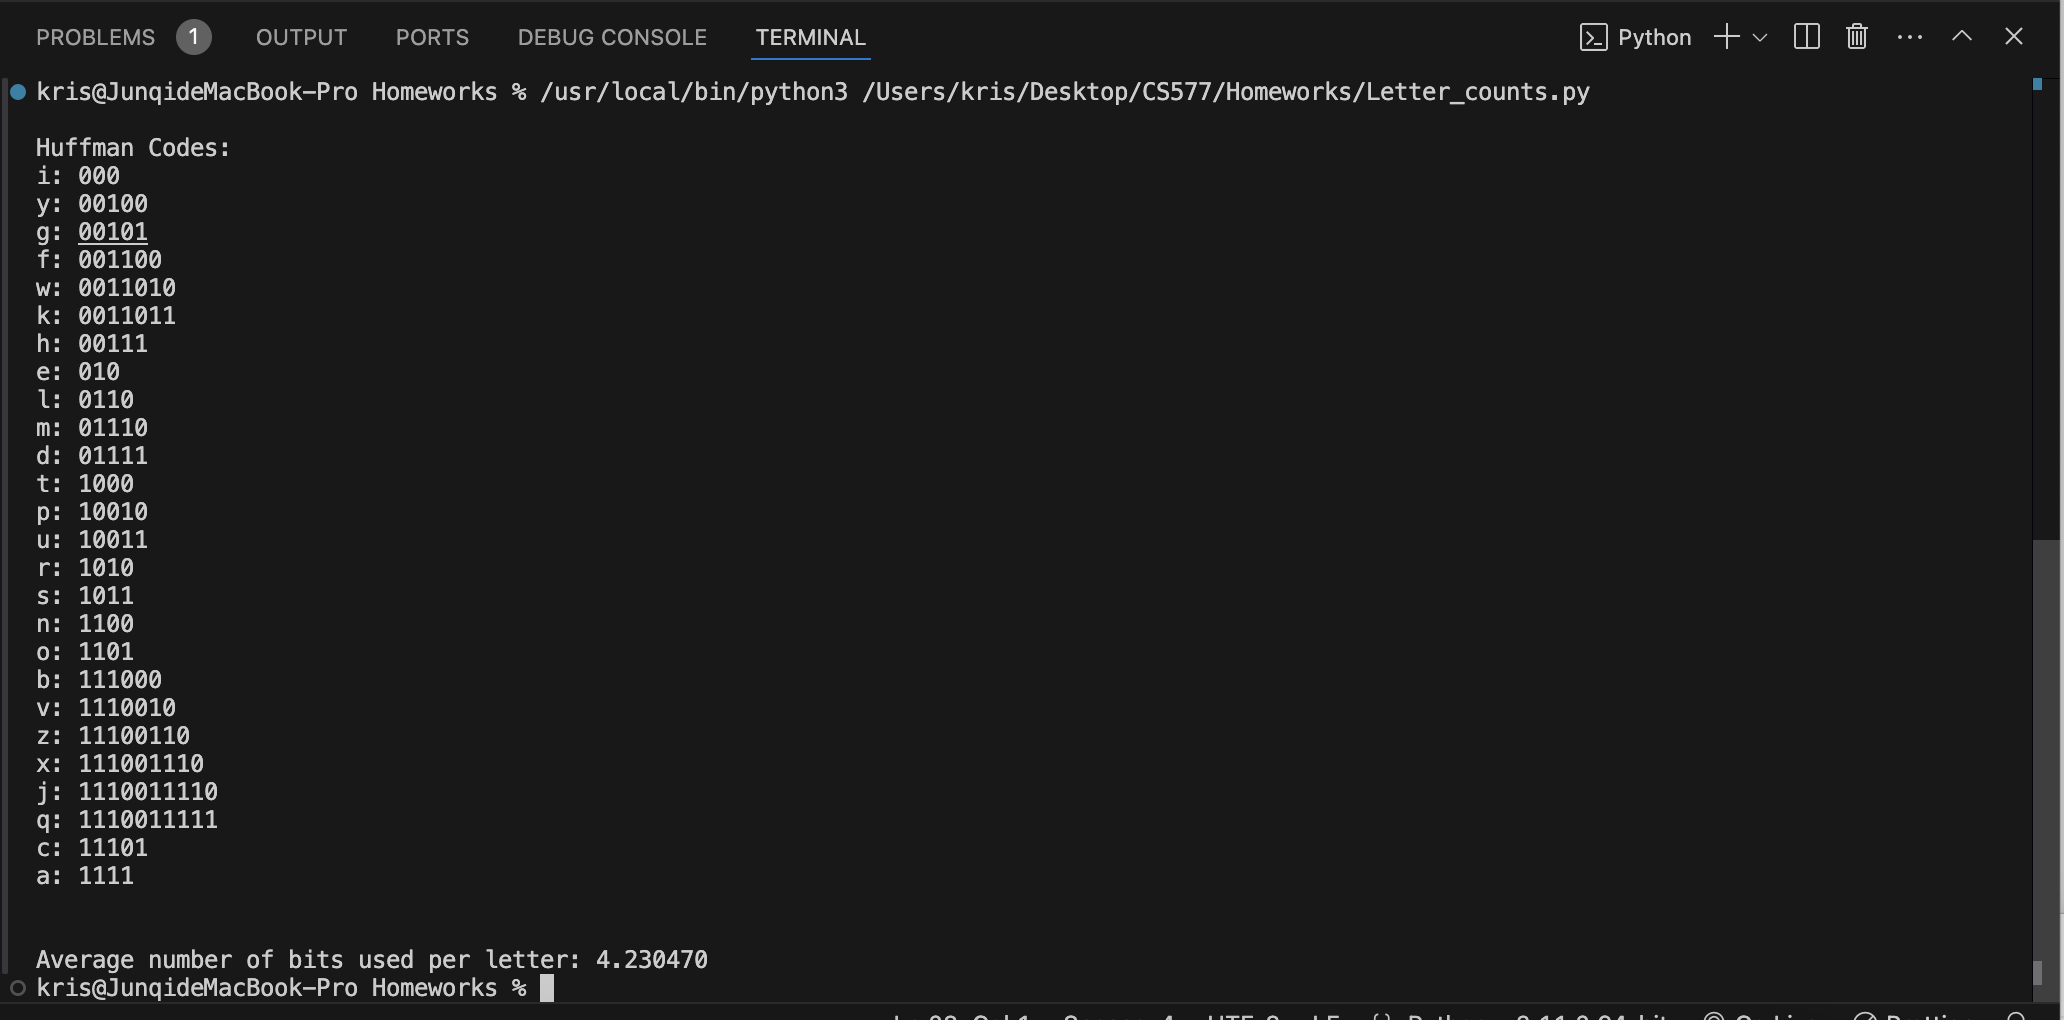 PROBLEMS 1 OUTPUT PORTS DEBUG CONSOLE TERMINAL Python
kris@JunqideMacBook-Pro Homeworks % /usr/local/bin/python3 /Users/kris/Desktop/CS577/Homeworks/Letter_counts.py
Huffman Codes:
i: 000
y: 00100
g: 00101
f: 001100
w: 0011010
k: 0011011
h: 00111
e: 010
l: 0110
m: 01110
d: 01111
t: 1000
p: 10010
u: 10011
r: 1010
s: 1011
n: 1100
o: 1101
b: 111000
v: 1110010
z: 11100110
x: 111001110
j: 1110011110
q: 1110011111
c: 11101
a: 1111
Average number of bits used per letter: 4.230470
kris@JunqideMacBook-Pro Homeworks %